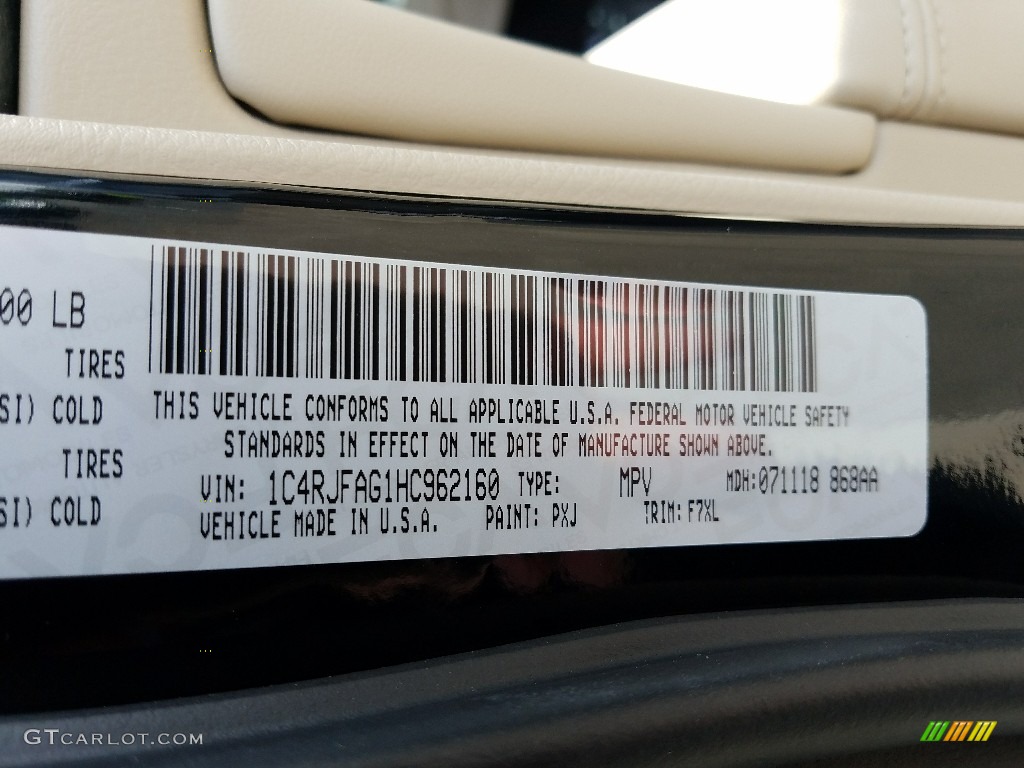 00 LB
TIRES
SI) COLD
TIRES
SI) COLD
THIS VEHICLE CONFORMS TO ALL APPLICABLE U.S.A. FEDERAL MOTOR VEHICLE SAFETY
STANDARDS IN EFFECT ON THE DATE OF MANUFACTURE SHOWN ABOVE.
VIN: 1C4RJFAG1HC962160 TYPE: MPV MDH:071118 868AA
VEHICLE MADE IN U.S.A. PAINT: PXJ TRIM: F7XL
GTCARLOT.COM